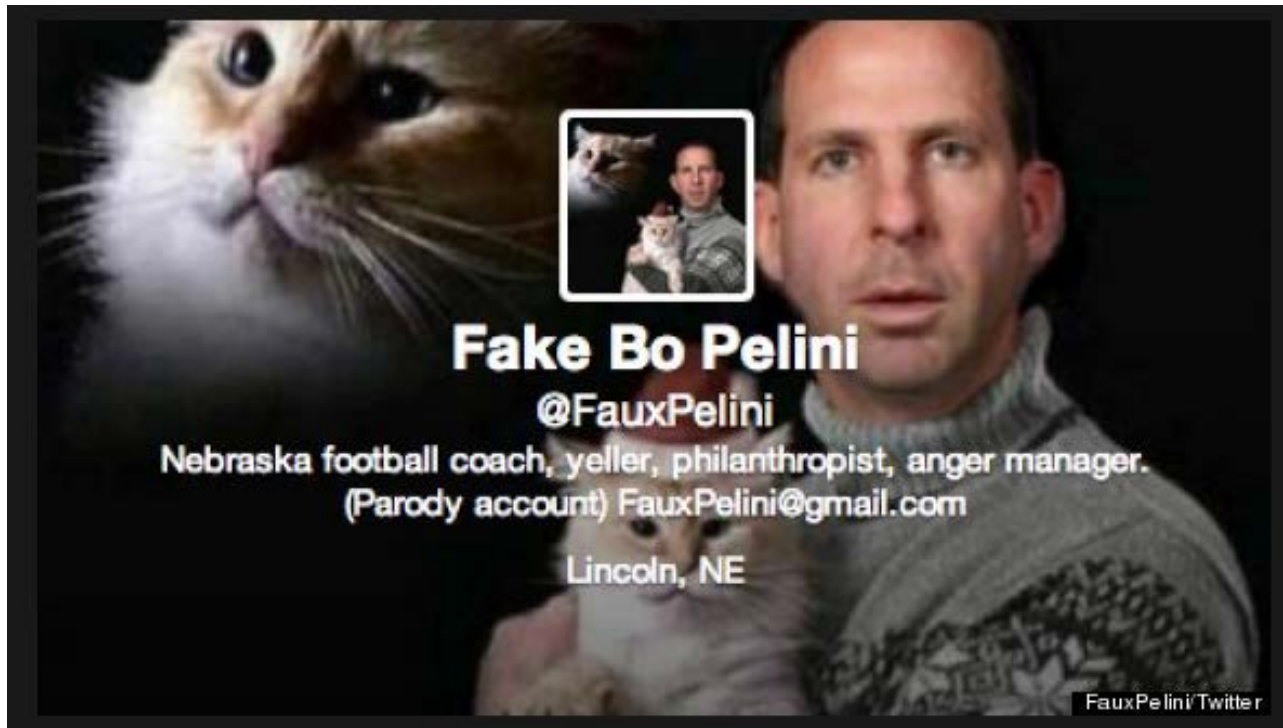 Fake Bo Pelini
@FauxPelini
Nebraska football coach, yeller, philanthropist, anger manager.
(Parody account) FauxPelini@gmail.com
Lincoln, NE
FauxPelini/Twitter